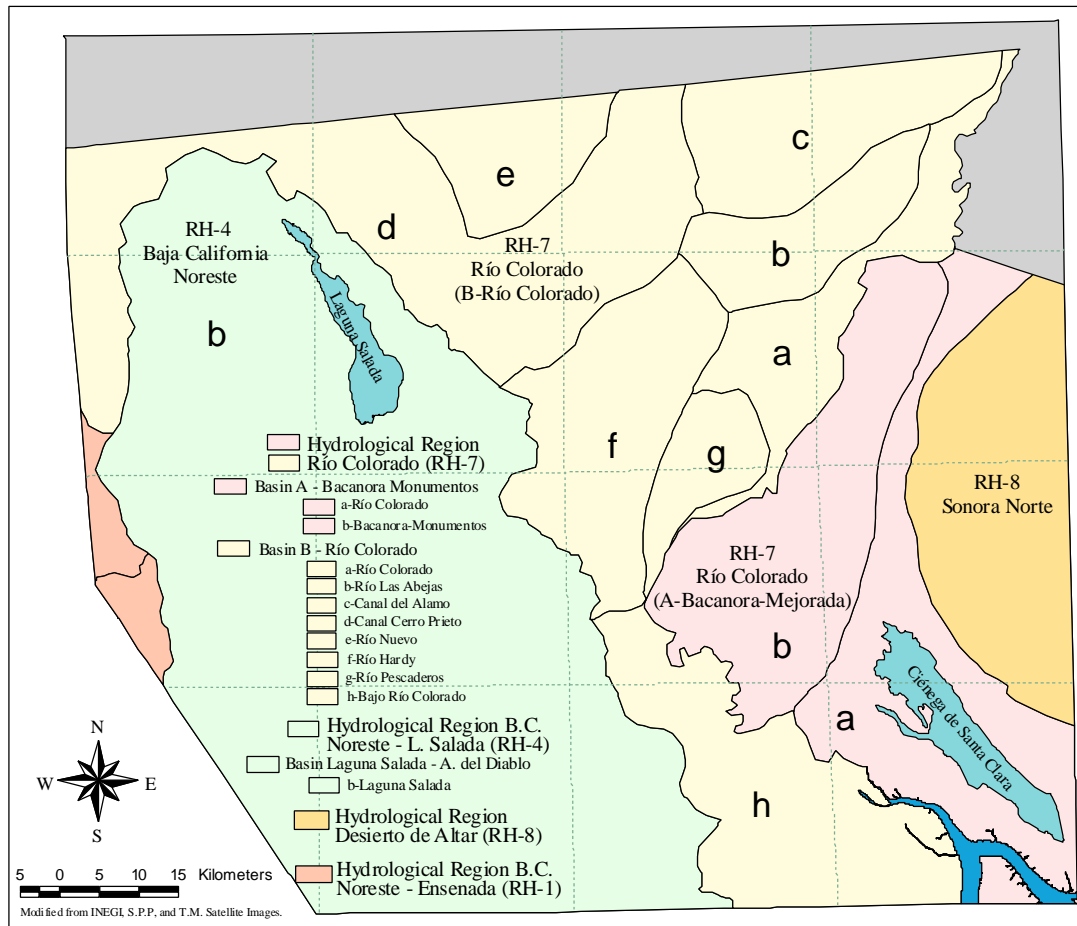 c
e
RH-4
Baja California
Noreste
d
RH-7
Río Colorado
(B-Río Colorado)
b
b
Laguna Salada
a
f
g
RH-8
Sonora Norte
Hydrological Region
Río Colorado (RH-7)
Basin A - Bacanora Monumentos
a-Río Colorado
b-Bacanora-Monumentos
Basin B - Río Colorado
a-Río Colorado
b-Río Las Abejas
c-Canal del Alamo
d-Canal Cerro Prieto
e-Río Nuevo
f-Río Hardy
g-Río Pescaderos
h-Bajo Río Colorado
RH-7
Río Colorado
(A-Bacanora-Mejorada)
b
a
Ciénega de Santa Clara
h
Hydrological Region B.C.
Noreste - L. Salada (RH-4)
Basin Laguna Salada - A. del Diablo
b-Laguna Salada
Hydrological Region
Desierto de Altar (RH-8)
Hydrological Region B.C.
Noreste - Ensenada (RH-1)
N
W E
S
5 0 5 10 15 Kilometers
Modified from INEGI, S.P.P, and T.M. Satellite Images.